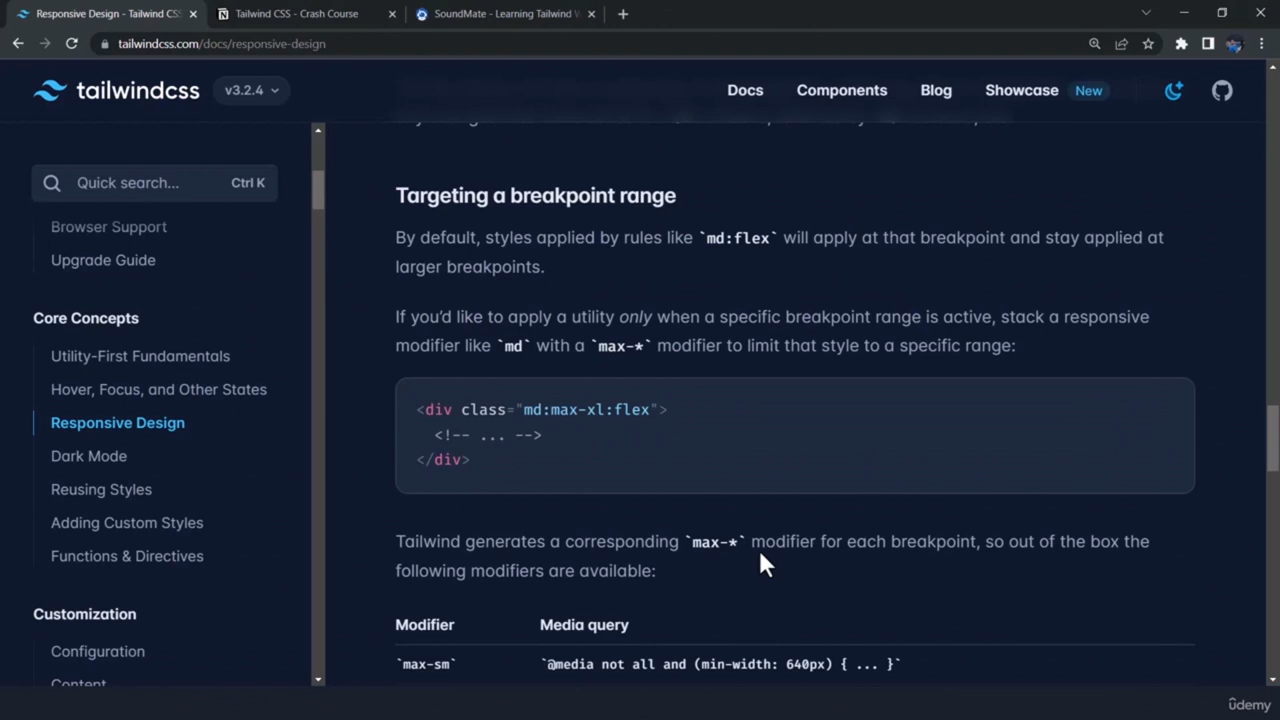 Responsive Design - Tailwind CS
Tailwind CSS - Crash Course
SoundMate - Learning Tailwind
tailwindcss.com/docs/responsive-design
tailwindcss
v3.2.4
Docs
Components
Blog
Showcase
New
Quick search...
Ctrl K
Browser Support
Upgrade Guide
Core Concepts
Utility-First Fundamentals
Hover, Focus, and Other States
Responsive Design
Dark Mode
Reusing Styles
Adding Custom Styles
Functions & Directives
Customization
Configuration
Content
Targeting a breakpoint range
By default, styles applied by rules like `md:flex` will apply at that breakpoint and stay applied at
larger breakpoints.
If you’d like to apply a utility only when a specific breakpoint range is active, stack a responsive
modifier like `md` with a `max-*` modifier to limit that style to a specific range:
<div class="md:max-xl:flex">
<!-- ... -->
</div>
Tailwind generates a corresponding `max-*` modifier for each breakpoint, so out of the box the
following modifiers are available:
Modifier Media query
`max-sm` `@media not all and (min-width: 640px) { ... }`
ûdemy